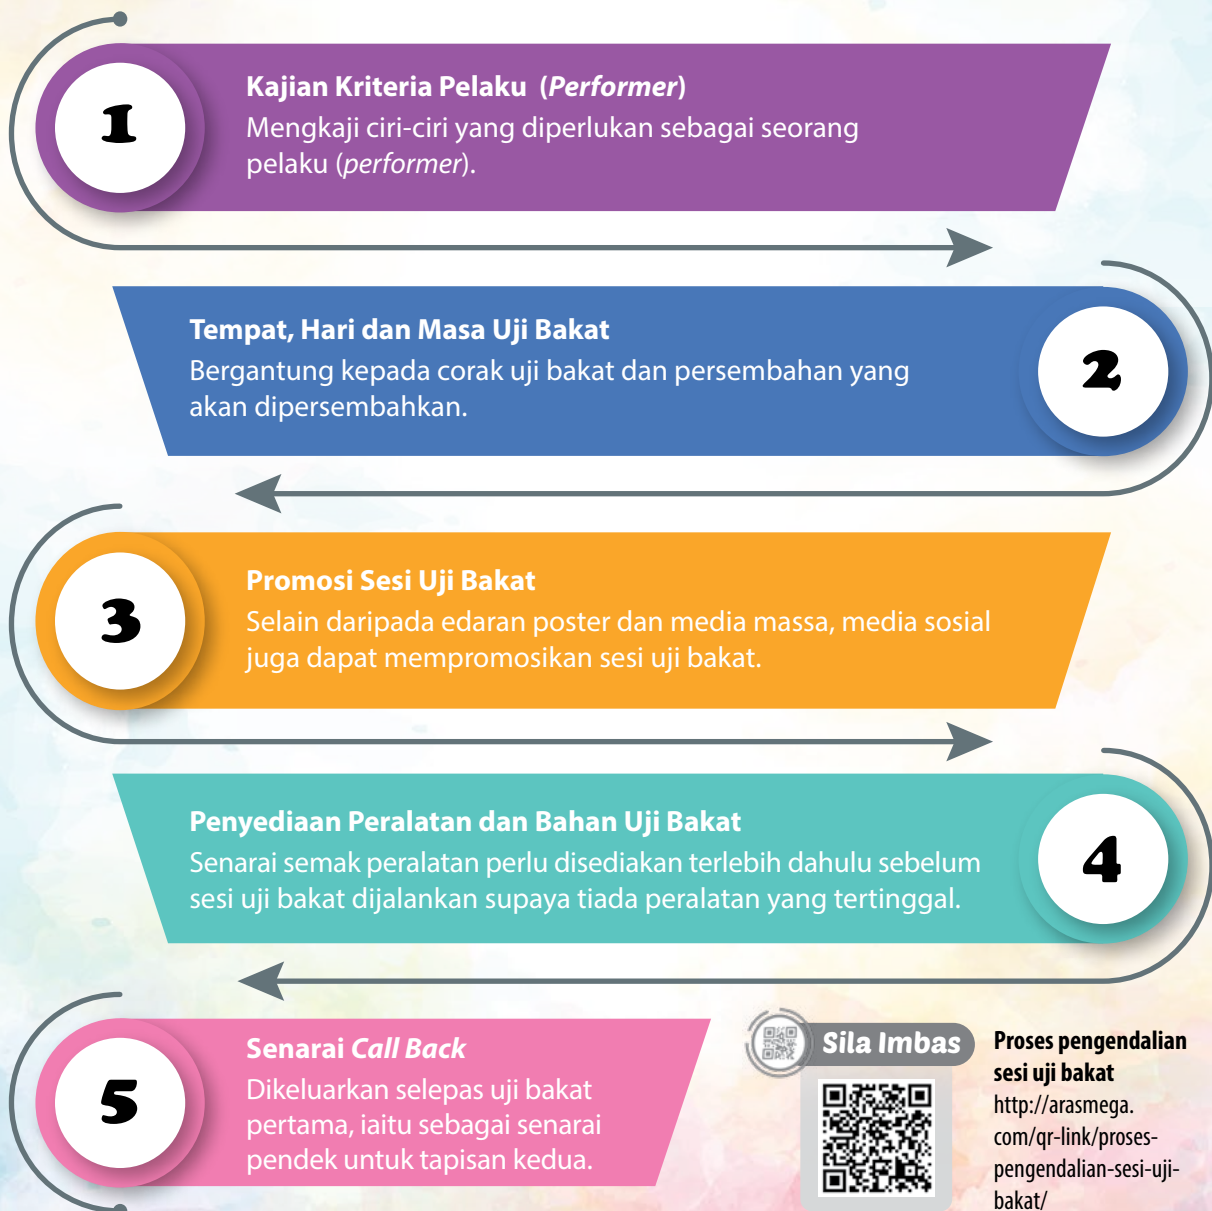 1
Kajian Kriteria Pelaku (Performer)
Mengkaji ciri-ciri yang diperlukan sebagai seorang
pelaku (performer).
Tempat, Hari dan Masa Uji Bakat
Bergantung kepada corak uji bakat dan persembahan yang
akan dipersembahkan.
2
3
Promosi Sesi Uji Bakat
Selain daripada edaran poster dan media massa, media sosial
juga dapat mempromosikan sesi uji bakat.
Penyediaan Peralatan dan Bahan Uji Bakat
Senarai semak peralatan perlu disediakan terlebih dahulu sebelum
sesi uji bakat dijalankan supaya tiada peralatan yang tertinggal.
4
5
Senarai Call Back
Dikeluarkan selepas uji bakat
pertama, iaitu sebagai senarai
pendek untuk tapisan kedua.
Sila Imbas
Proses pengendalian
sesi uji bakat
http://arasmega.
com/qr-link/proses-
pengendalian-sesi-uji-
bakat/